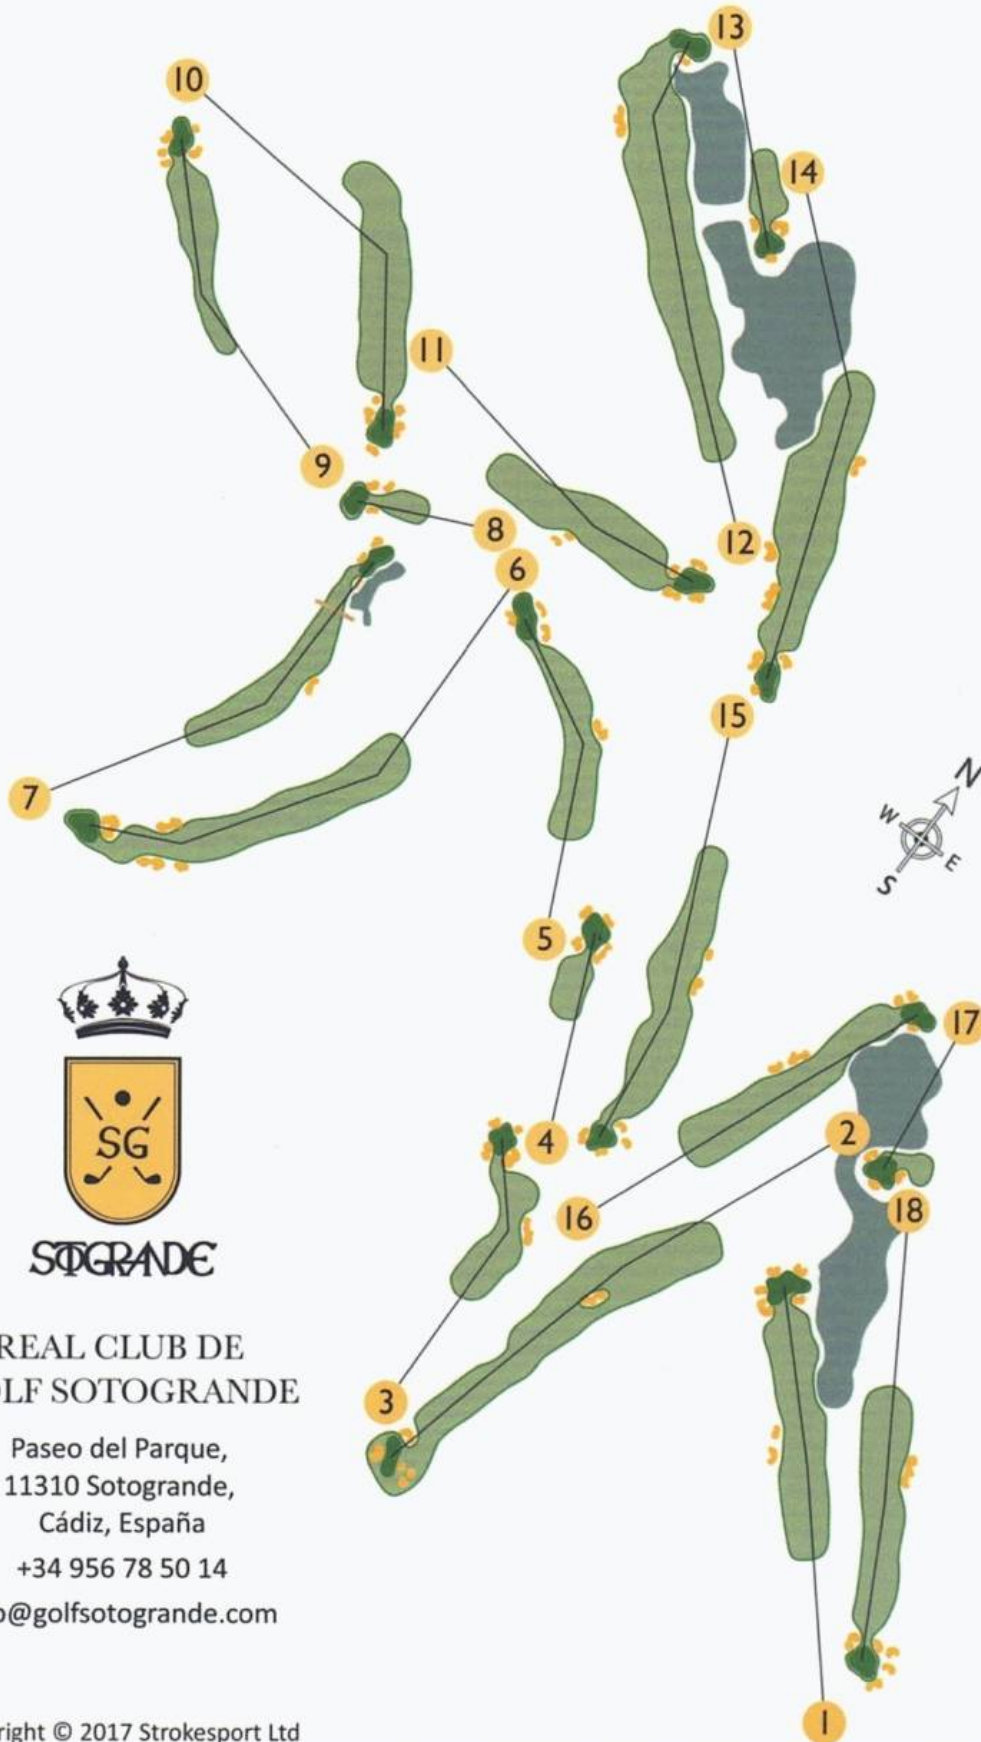 13
10
14
11
9
8
12
6
15
N
W
E
S
7
5
17
2
4
16
18
SG
SOTOGRANDE
REAL CLUB DE
OLF SOTOGRANDE
3
Paseo del Parque,
11310 Sotogrande,
Cádiz, España
+34 956 78 50 14
o@golfsotogrande.com
1
right © 2017 Strokesport Ltd